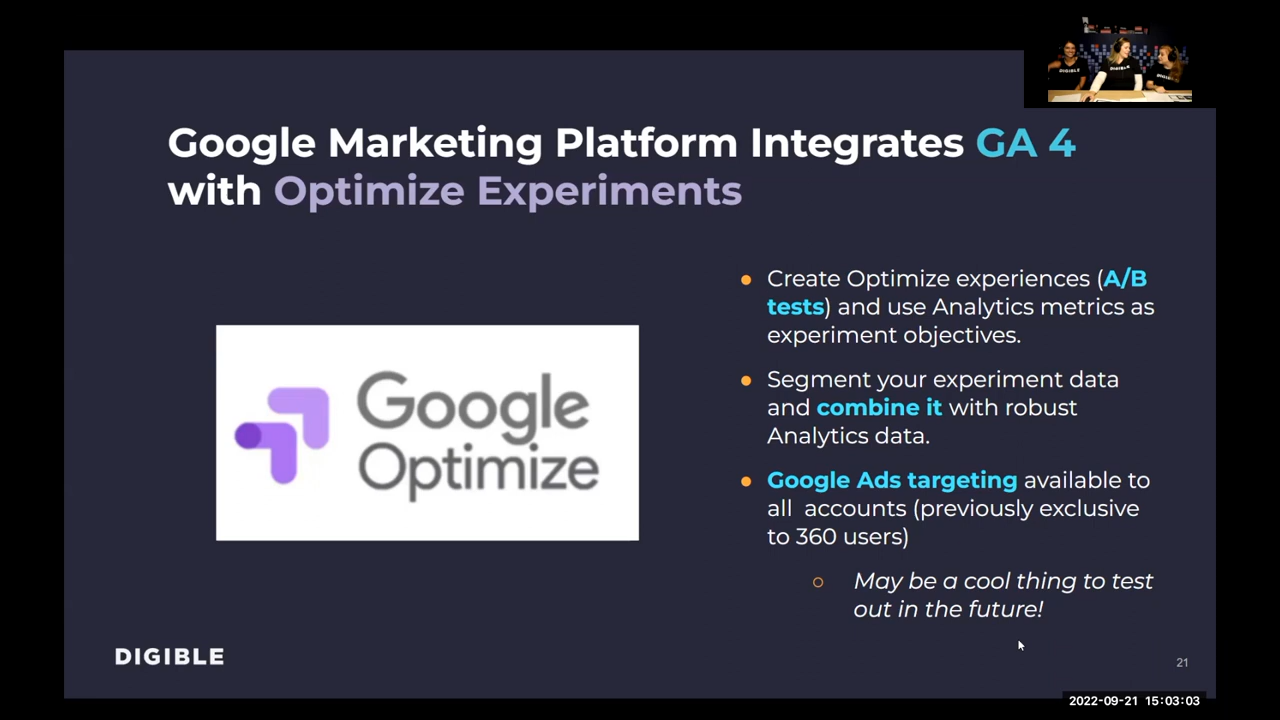 DIGIBLE
Google Marketing Platform Integrates GA 4
with Optimize Experiments
Google
Optimize
● Create Optimize experiences (A/B
tests) and use Analytics metrics as
experiment objectives.
● Segment your experiment data
and combine it with robust
Analytics data.
● Google Ads targeting available to
all accounts (previously exclusive
to 360 users)
○ May be a cool thing to test
out in the future!
DIGIBLE
21
2022-09-21 15:03:03